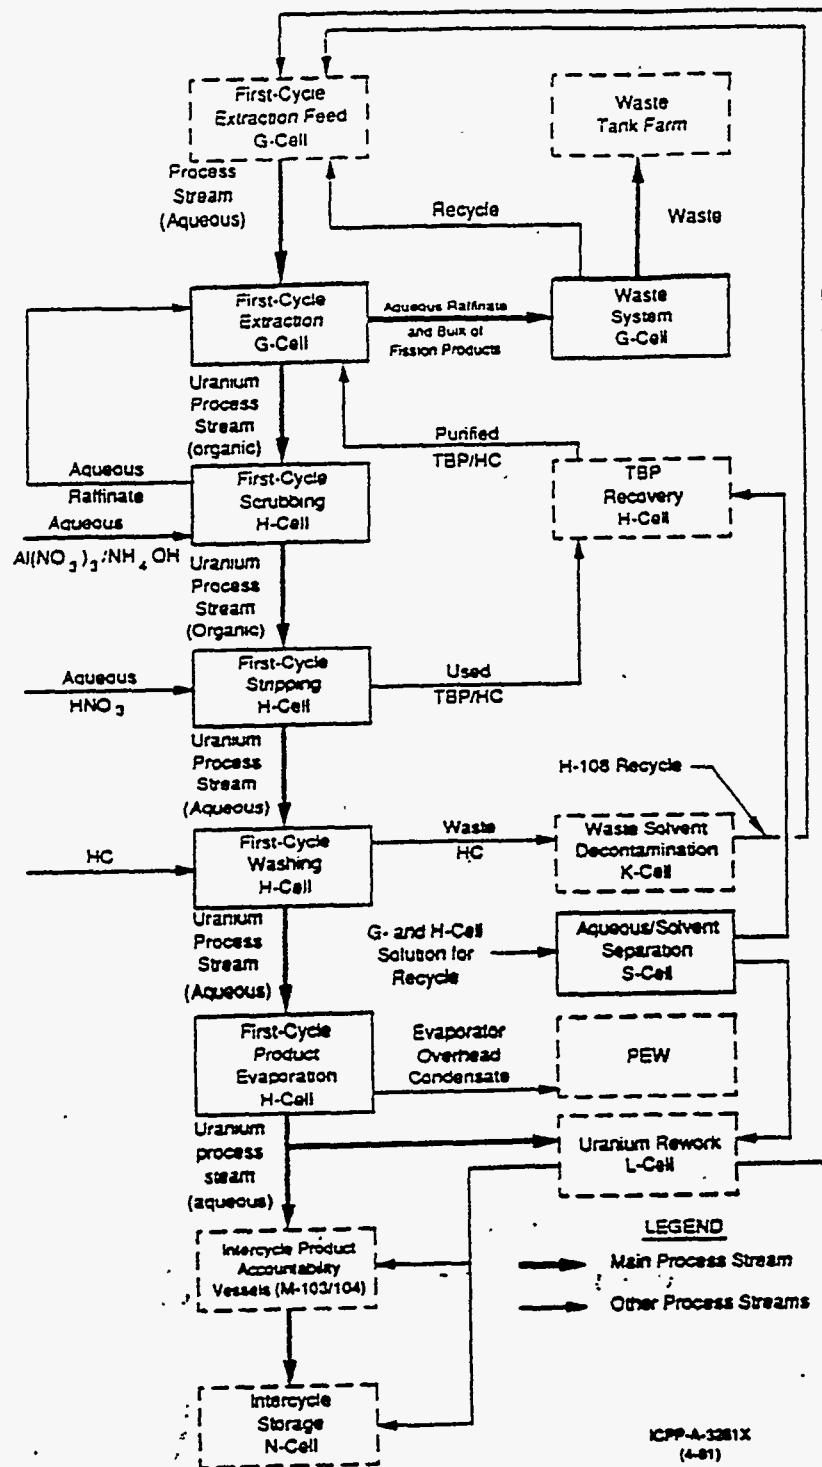 First-Cycle
Extraction Feed
G-Cell
Waste
Tank Farm
Process
Stream
(Aqueous)
Recycle
Waste
First-Cycle
Extraction
G-Cell
Aqueous Raffinate
and Bulk of
Fission Products
Waste
System
G-Cell
Uranium
Process
Stream
(organic)
Purified
TBP/HC
Aqueous
Raffinate
First-Cycle
Scrubbing
H-Cell
TBP
Recovery
H-Cell
Aqueous
Al(NO3)3/NH4OH
Uranium
Process
Stream
(Organic)
Aqueous
HNO3
First-Cycle
Stripping
H-Cell
Used
TBP/HC
Uranium
Process
Stream
(Aqueous)
H-108 Recycle
HC
First-Cycle
Washing
H-Cell
Waste
HC
Waste Solvent
Decontamination
K-Cell
Uranium
Process
Stream
(Aqueous)
G- and H-Cell
Solution for
Recycle
Aqueous/Solvent
Separation
S-Cell
First-Cycle
Product
Evaporation
H-Cell
Evaporator
Overhead
Condensate
PEW
Uranium
process
steam
(aqueous)
Uranium Rework
L-Cell
Intercycle Product
Accountability
Vessels (M-103/104)
LEGEND
Main Process Stream
Other Process Streams
Intercycle
Storage
N-Cell
ICPP-A-3261X
(4-81)